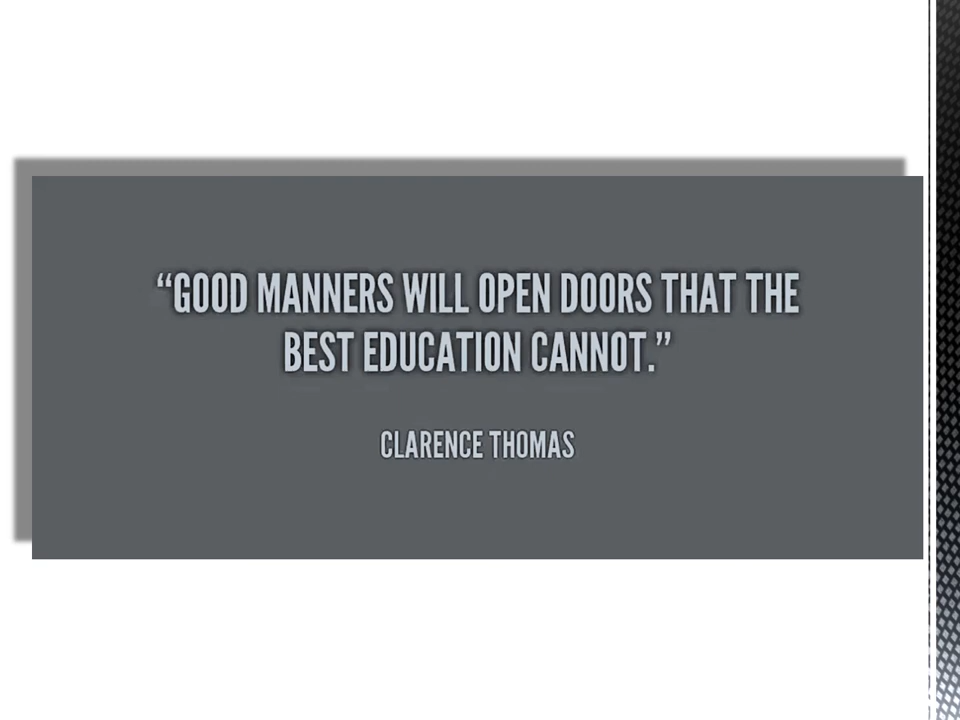 “GOOD MANNERS WILL OPEN DOORS THAT THE
BEST EDUCATION CANNOT.”
CLARENCE THOMAS